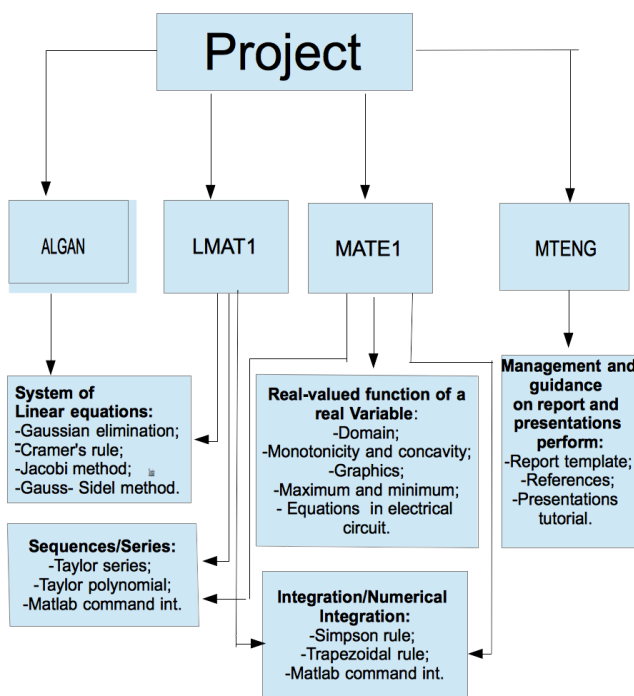 Project
ALGAN
LMAT1
MATE1
MTENG
System of
Linear equations:
-Gaussian elimination;
-Cramer's rule;
-Jacobi method;
-Gauss- Sidel method.
Real-valued function of a
real Variable:
-Domain;
-Monotonicity and concavity;
-Graphics;
-Maximum and minimum;
- Equations in electrical
circuit.
Management and
guidance
on report and
presentations
perform:
-Report template;
-References;
-Presentations
tutorial.
Sequences/Series:
-Taylor series;
-Taylor polynomial;
-Matlab command int.
Integration/Numerical
Integration:
-Simpson rule;
-Trapezoidal rule;
-Matlab command int.